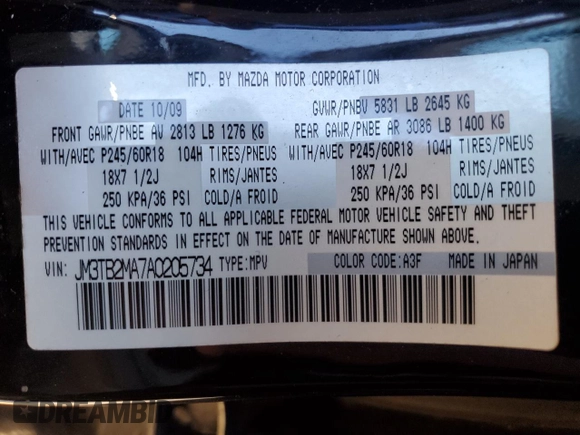 MFD. BY MAZDA MOTOR CORPORATION
DATE 10/09 GVWR/PNBV 5831 LB 2645 KG
FRONT GAWR/PNBE AV 2813 LB 1276 KG REAR GAWR/PNBE AR 3086 LB 1400 KG
WITH/AVEC P245/60R18 104H TIRES/PNEUS WITH/AVEC P245/60R18 104H TIRES/PNEUS
18X7 1/2J RIMS/JANTES 18X7 1/2J RIMS/JANTES
250 KPA/36 PSI COLD/A FROID 250 KPA/36 PSI COLD/A FROID
THIS VEHICLE CONFORMS TO ALL APPLICABLE FEDERAL MOTOR VEHICLE SAFETY AND THEFT
PREVENTION STANDARDS IN EFFECT ON THE DATE OF MANUFACTURE SHOWN ABOVE.
VIN: JM3TB2MA7A0205734 TYPE:MPV COLOR CODE:A3F MADE IN JAPAN
DREAMBID